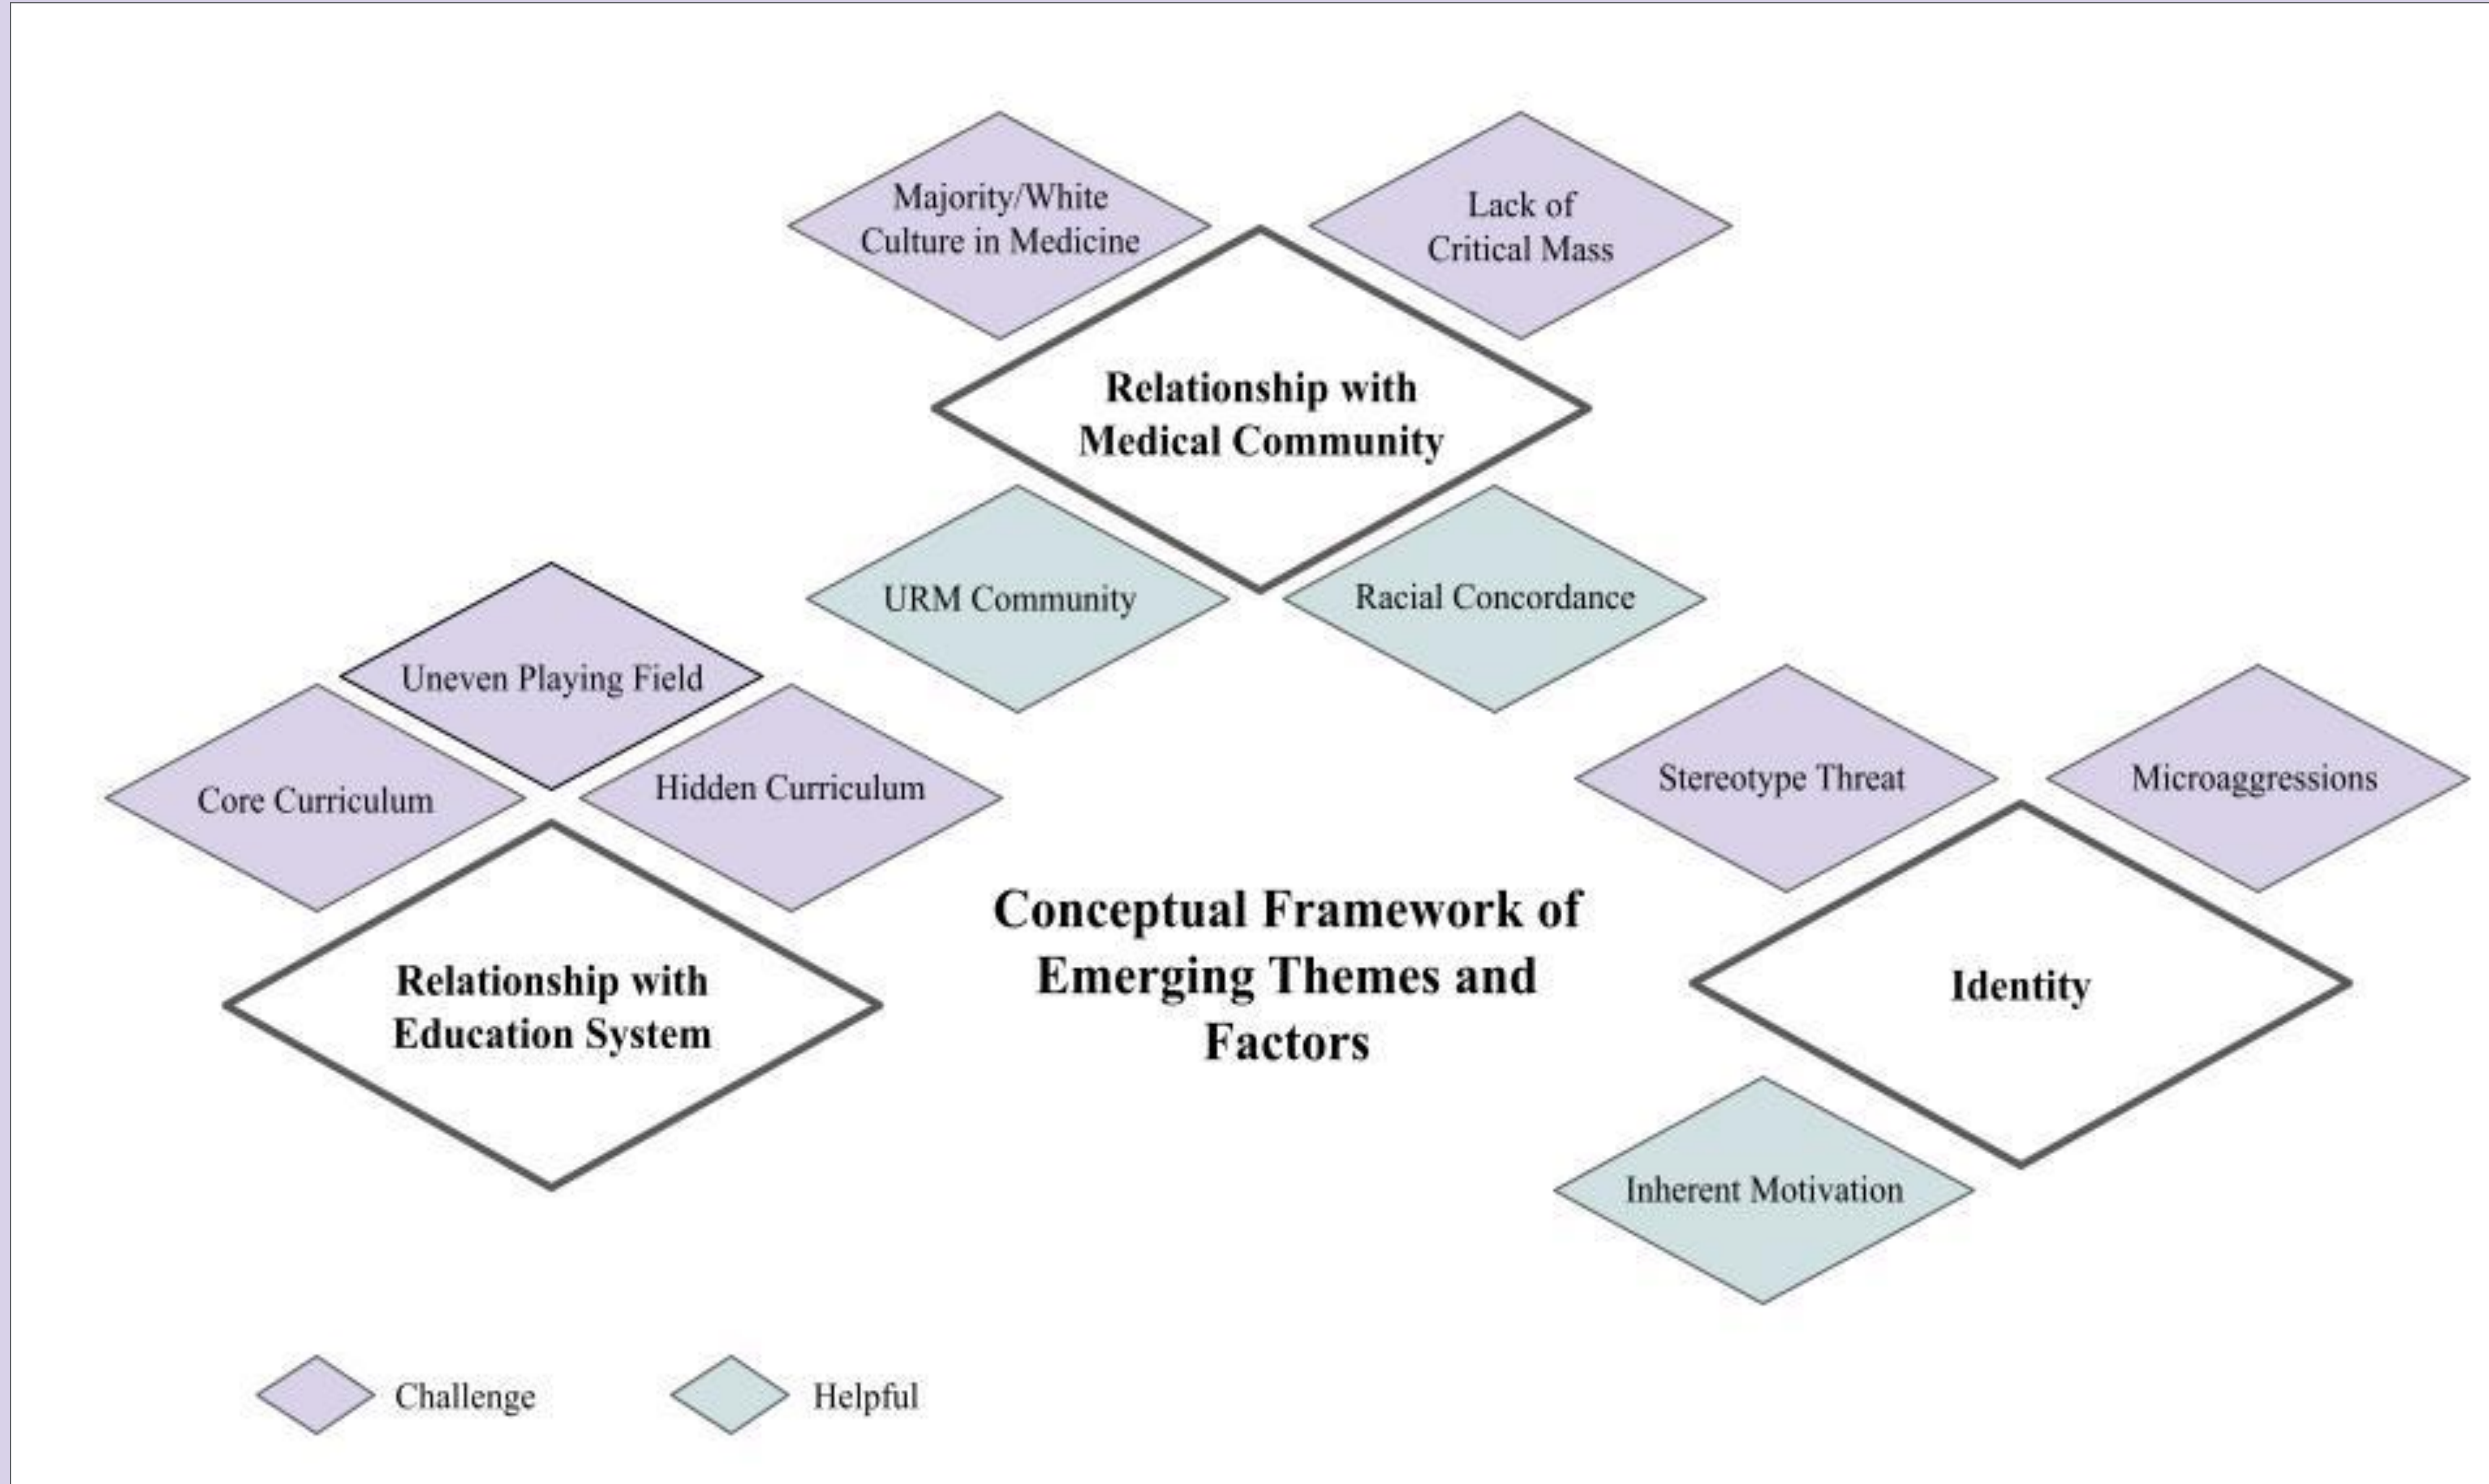 Majority/White
Culture in Medicine
Lack of
Critical Mass
Relationship with
Medical Community
URM Community
Racial Concordance
Uneven Playing Field
Core Curriculum
Hidden Curriculum
Relationship with
Education System
Stereotype Threat
Microaggressions
Identity
Inherent Motivation
Conceptual Framework of
Emerging Themes and
Factors
Challenge
Helpful